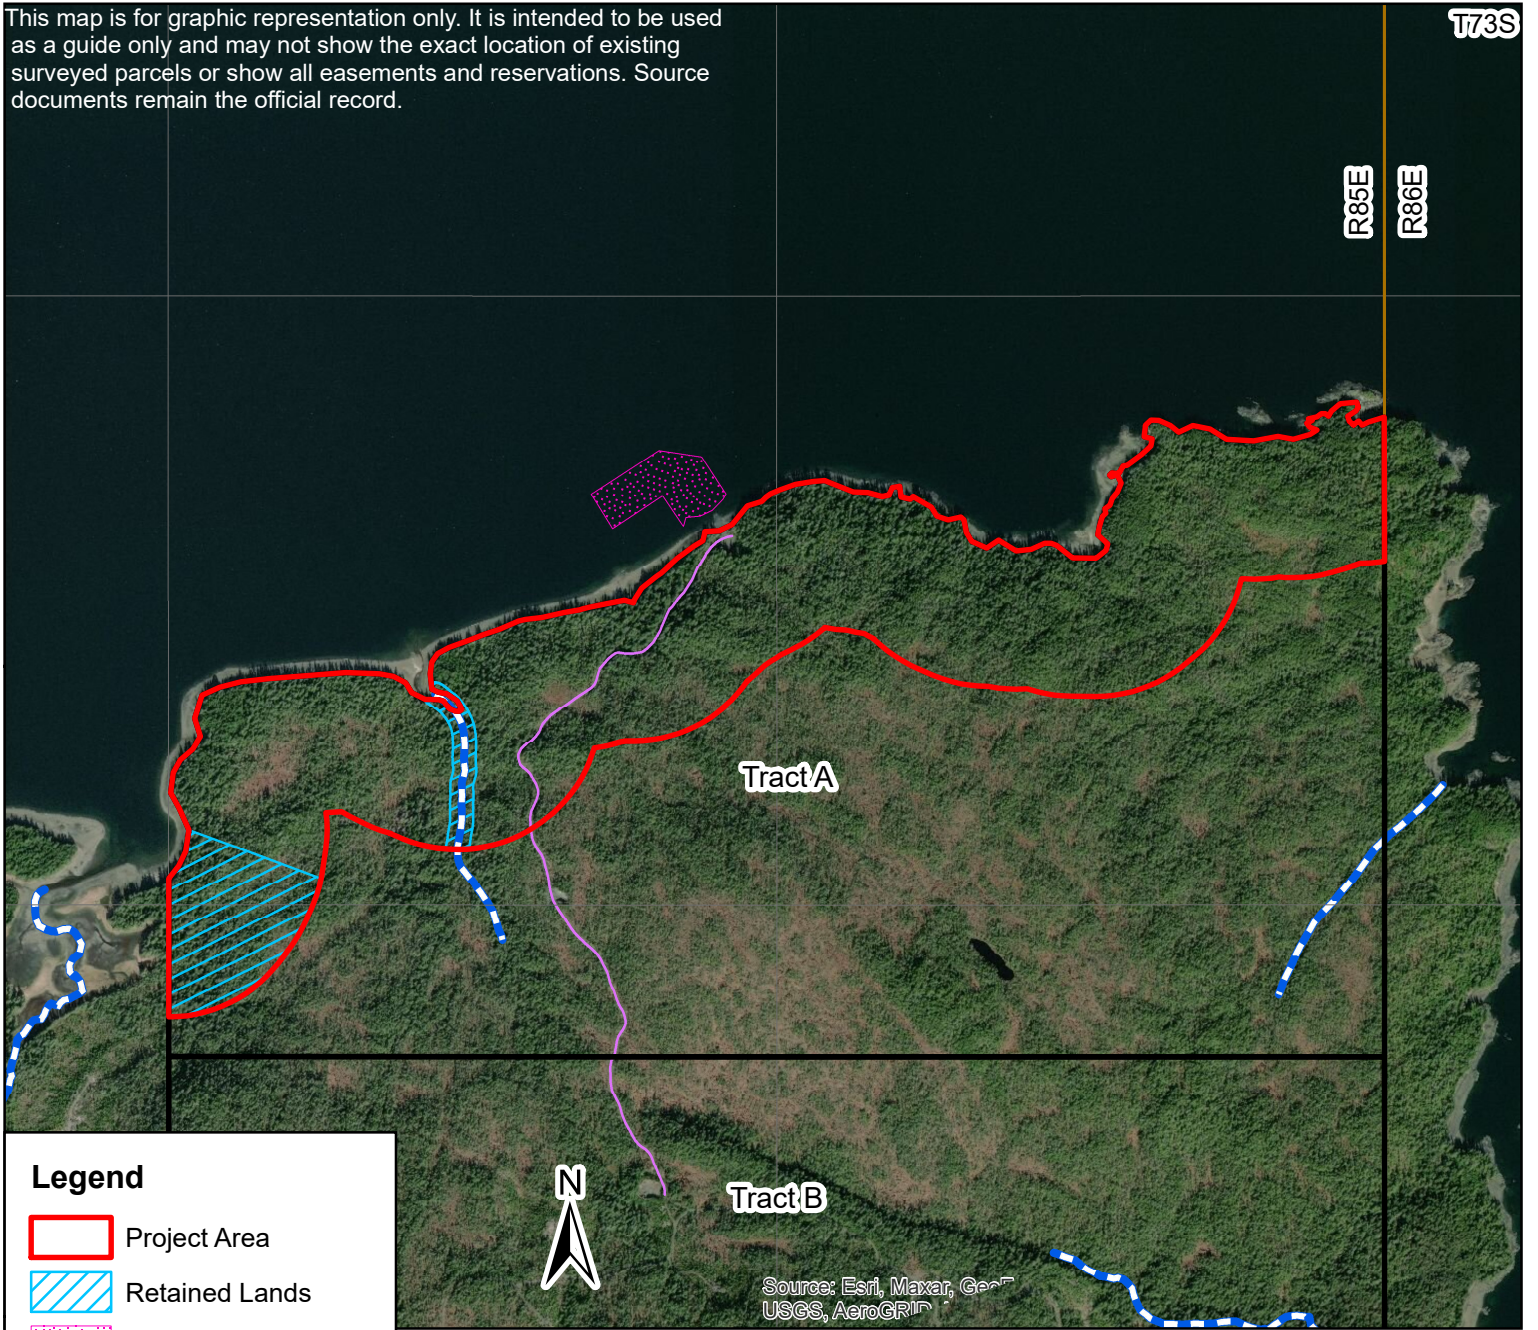 This map is for graphic representation only. It is intended to be used
as a guide only and may not show the exact location of existing
surveyed parcels or show all easements and reservations. Source
documents remain the official record.
T73S
R85E
R86E
Tract A
Tract B
N
Legend
Project Area
Retained Lands
Source: Esri, Maxar,
USGS,